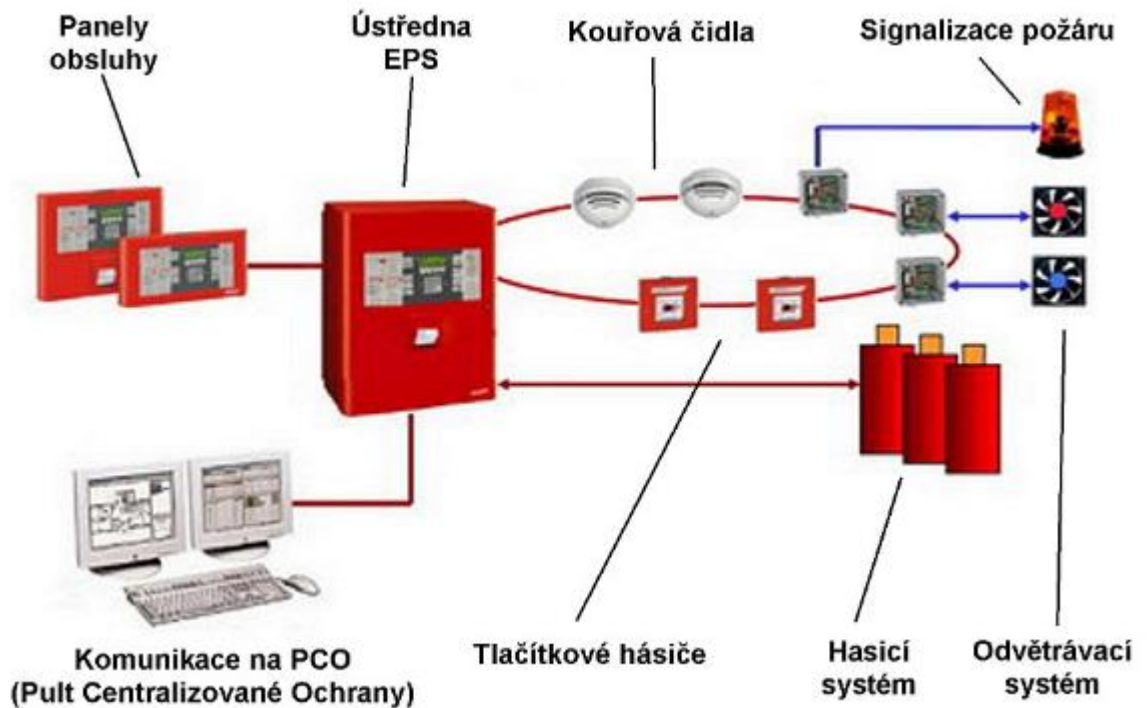 Panely
obsluhy
Ústředna
EPS
Kouřová čidla
Signalizace požáru
Komunikace na PCO
(Pult Centralizované Ochrany)
Tlačítkové hásiče
Hasicí
systém
Odvětrávací
systém